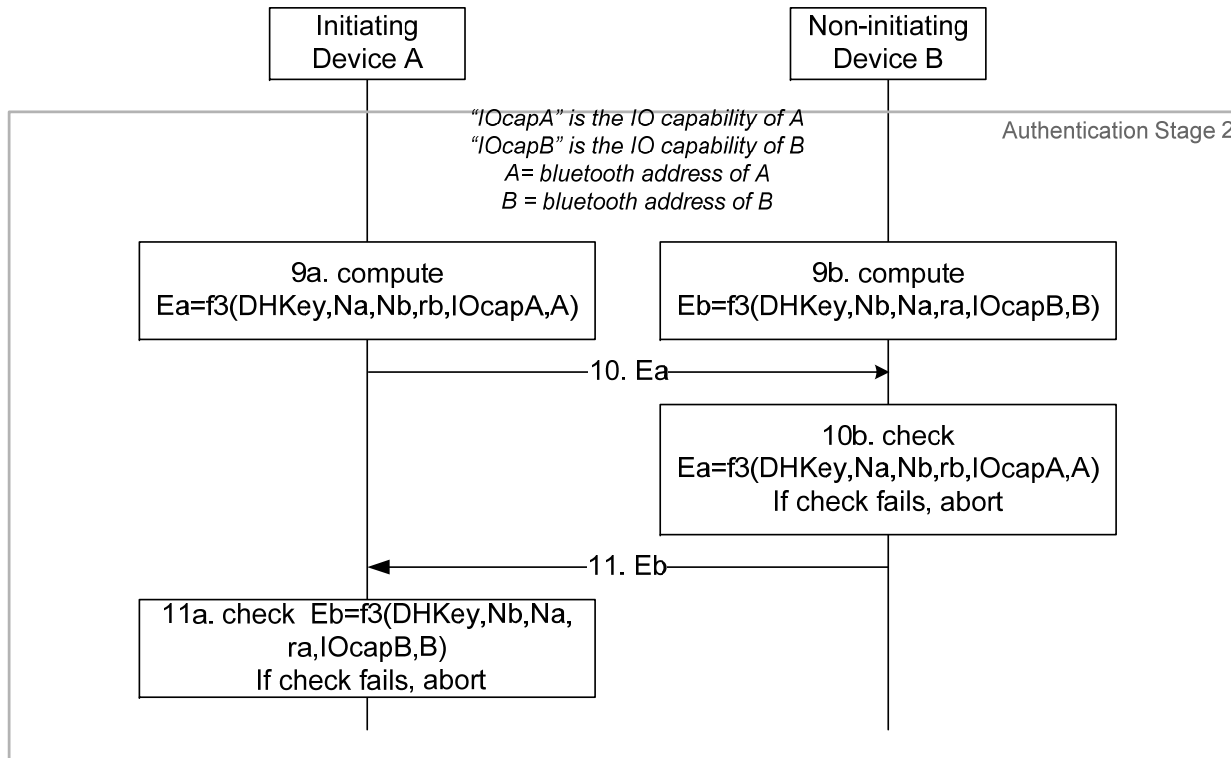 Initiating
Device A
Non-initiating
Device B
“IOcapA” is the IO capability of A
“IOcapB” is the IO capability of B
A= bluetooth address of A
B = bluetooth address of B
Authentication Stage 2
9a. compute
Ea=f3(DHKey,Na,Nb,rb,IOcapA,A)
9b. compute
Eb=f3(DHKey,Nb,Na,ra,IOcapB,B)
10. Ea
10b. check
Ea=f3(DHKey,Na,Nb,rb,IOcapA,A)
If check fails, abort
11. Eb
11a. check Eb=f3(DHKey,Nb,Na,
ra,IOcapB,B)
If check fails, abort